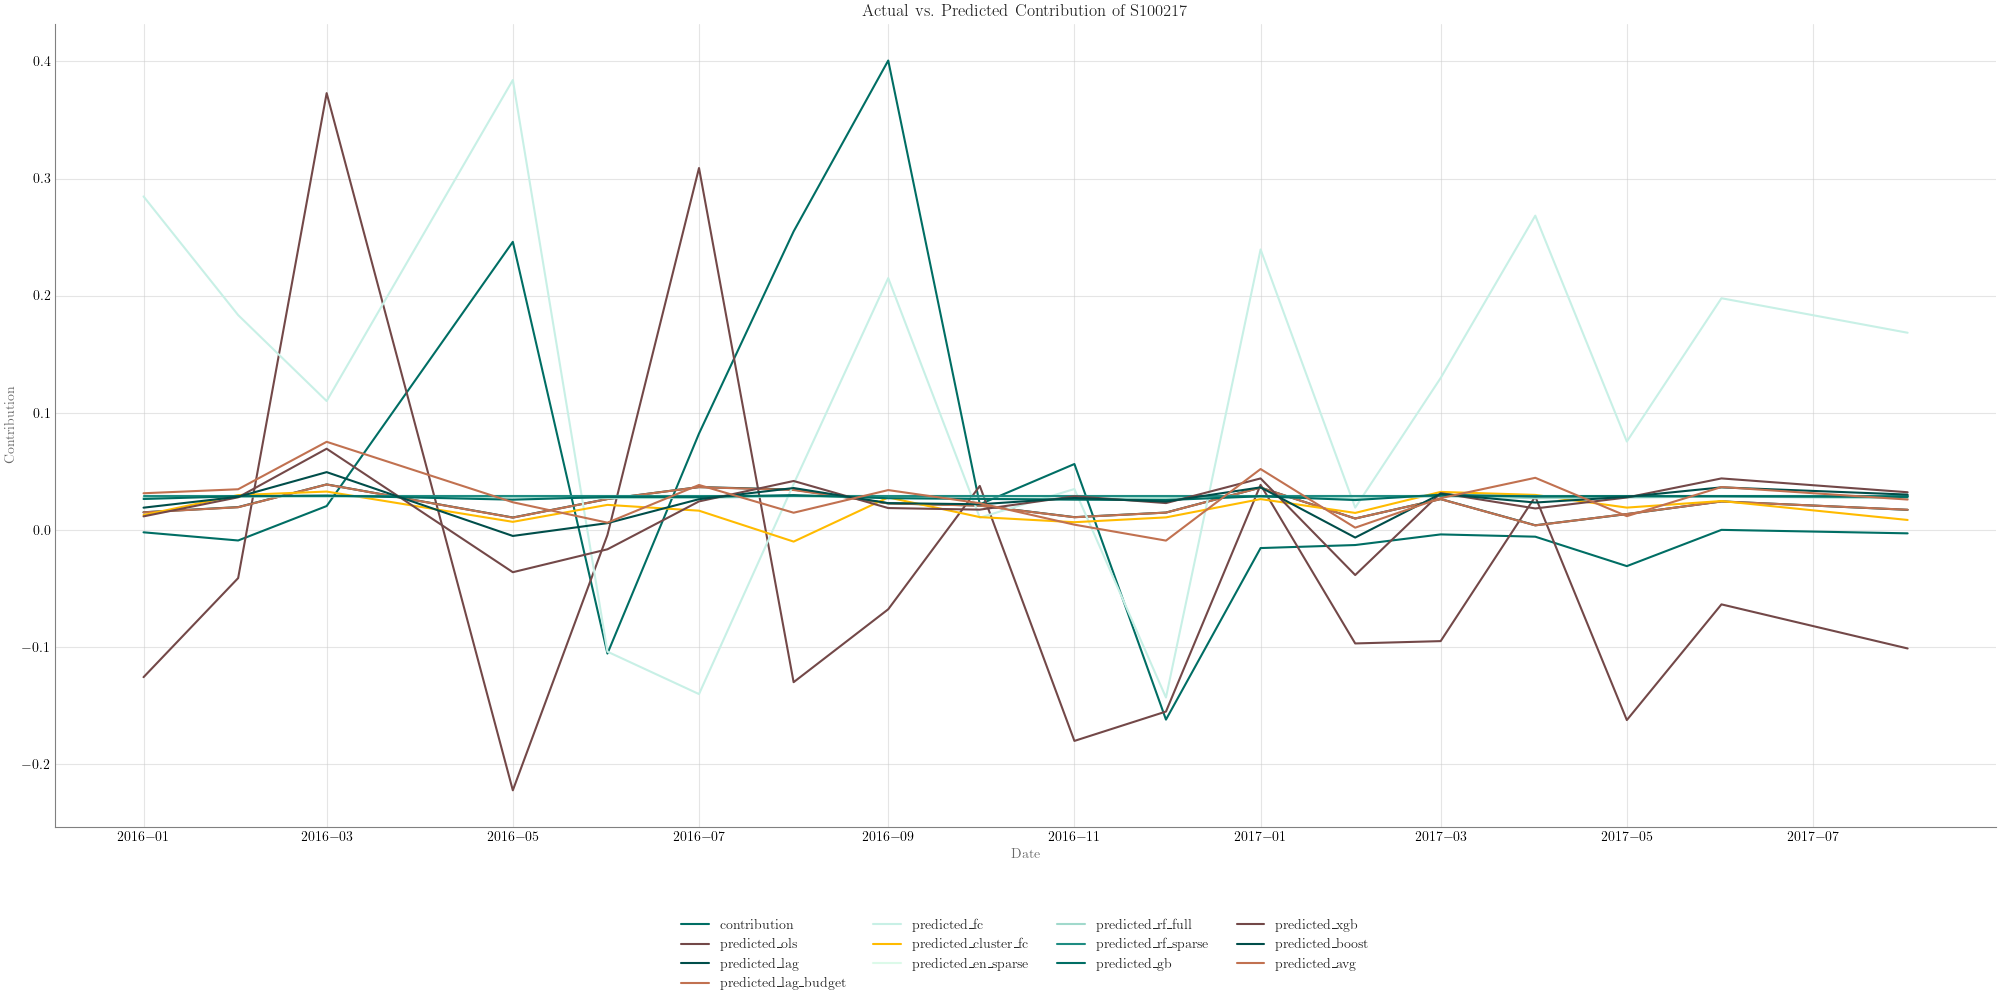 Actual vs. Predicted Contribution of S100217
Contribution
0.4
0.3
0.2
0.1
0.0
−0.1
−0.2
2016−01 2016−03 2016−05 2016−07 2016−09 2016−11 2017−01 2017−03 2017−05 2017−07
Date
contribution predicted_fc predicted_rf_full predicted_xgb
predicted_ols predicted_cluster_fc predicted_rf_sparse predicted_boost
predicted_lag predicted_en_sparse predicted_gb predicted_avg
predicted_lag_budget